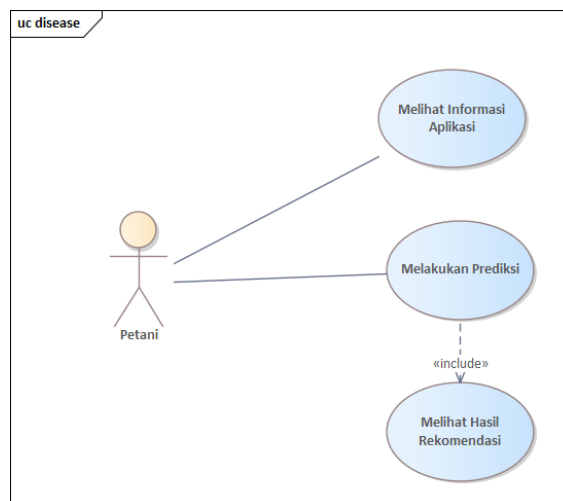 uc disease
Melihat Informasi
Aplikasi
Melakukan Prediksi
Petani
«include»
Melihat Hasil
Rekomendasi